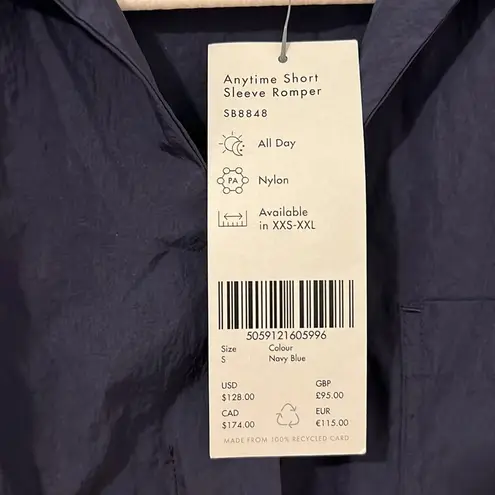 Anytime Short
Sleeve Romper
SB8848
All Day
PA
Nylon
Available
in XXS-XXL
5059121605996
Size Colour
S Navy Blue
USD GBP
$128.00 £95.00
CAD EUR
$174.00 €115.00
MADE FROM 100% RECYCLED CARD